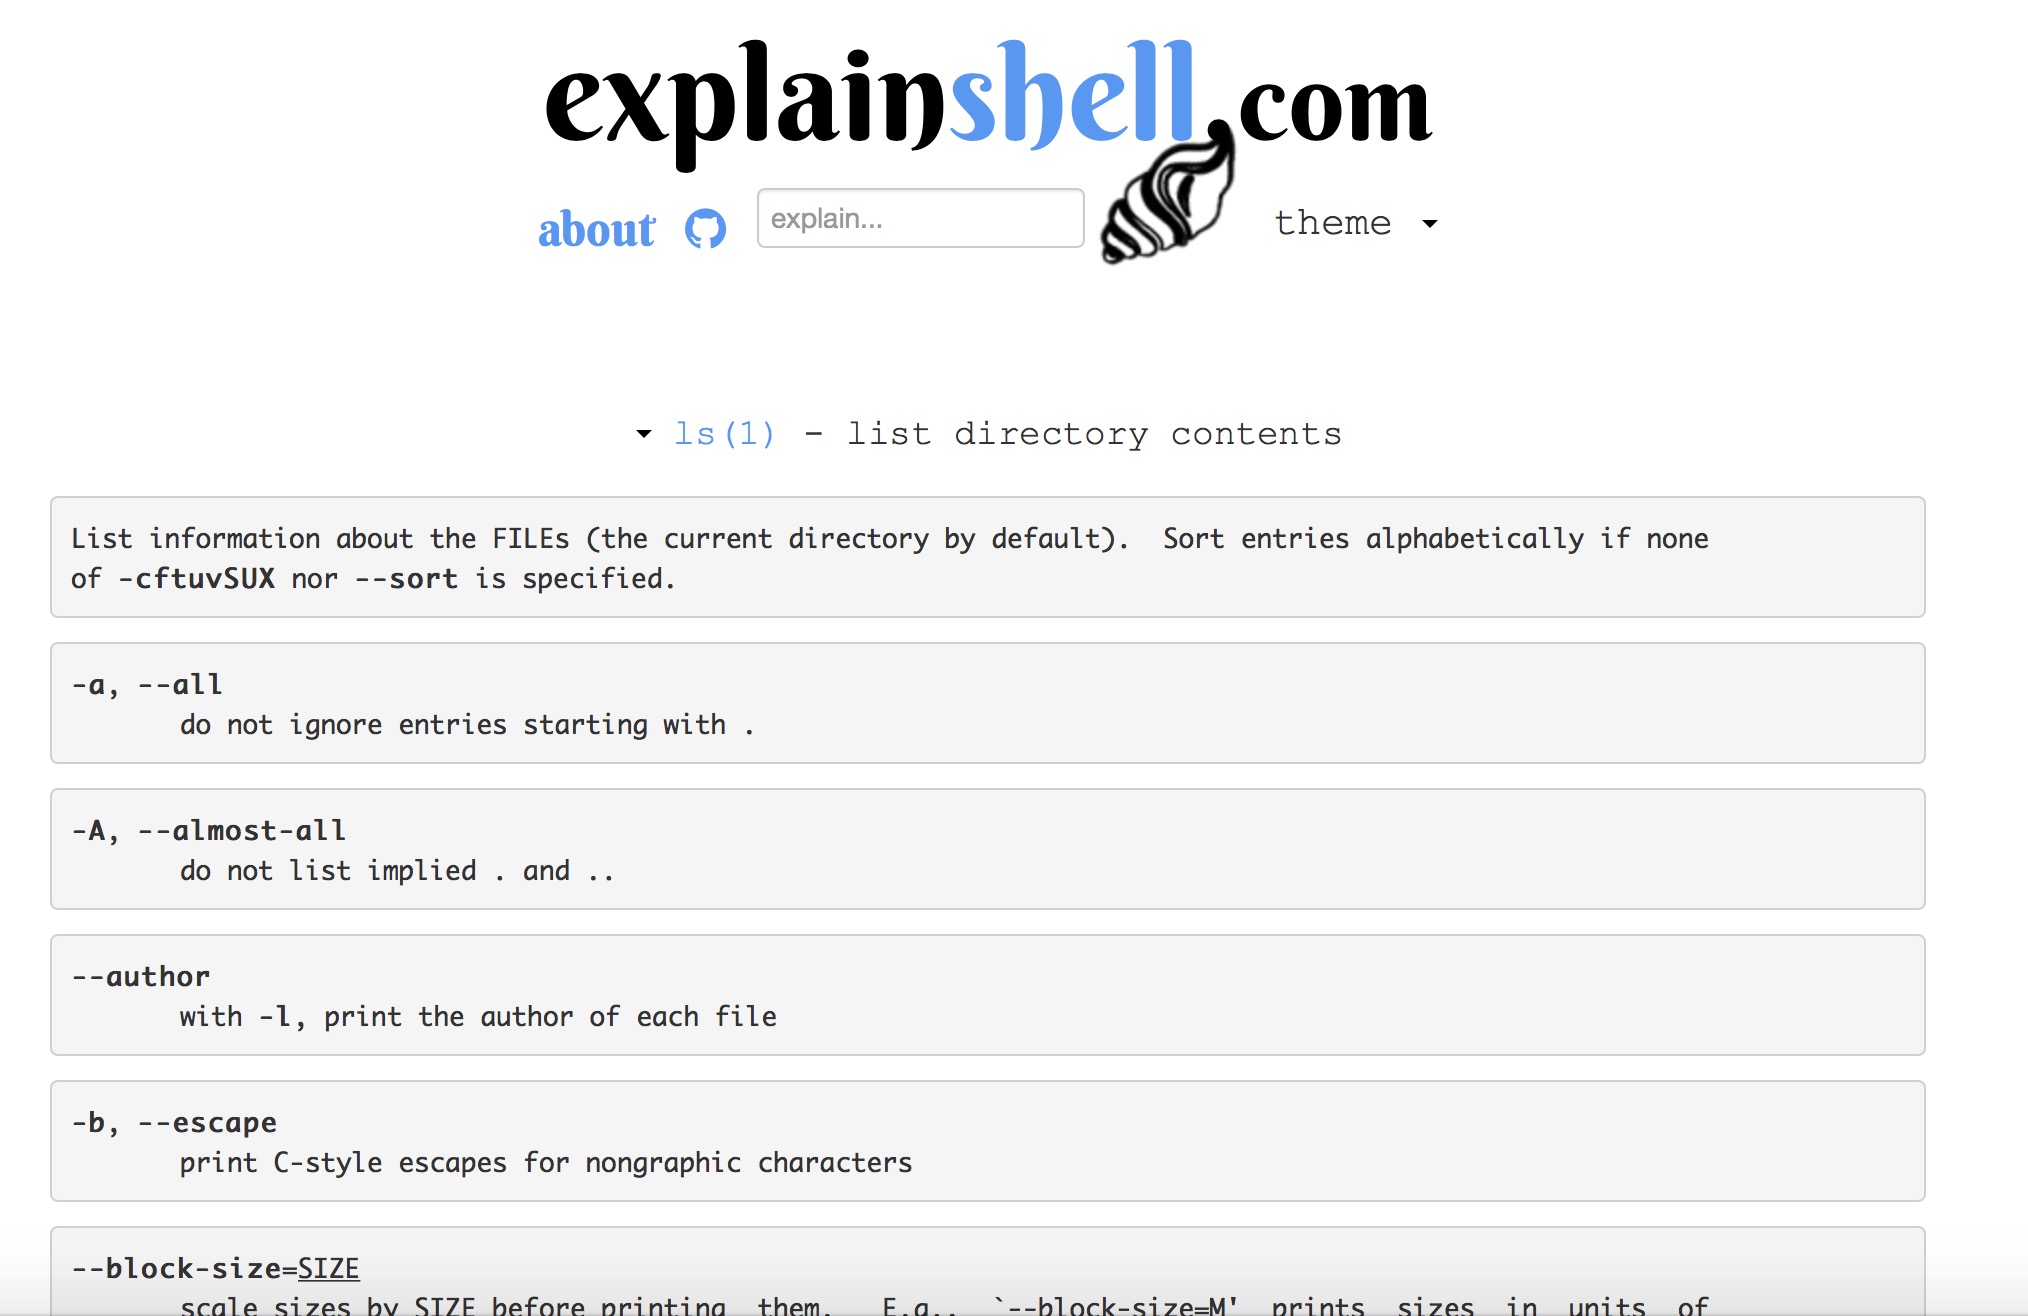 explainshell.com
about explain... theme
ls(1) - list directory contents
List information about the FILEs (the current directory by default).  Sort entries alphabetically if none
of -cftuvSUX nor --sort is specified.
-a, --all
do not ignore entries starting with .
-A, --almost-all
do not list implied . and ..
--author
with -l, print the author of each file
-b, --escape
print C-style escapes for nongraphic characters
--block-size=SIZE
scale sizes by SIZE before printing  them.   E.g., `--block-size=M'  prints  sizes  in  units  of